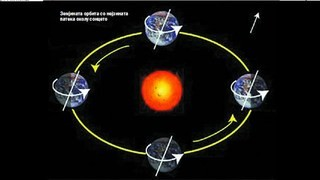 Земјината орбита со нејзината
патека околу сонцето